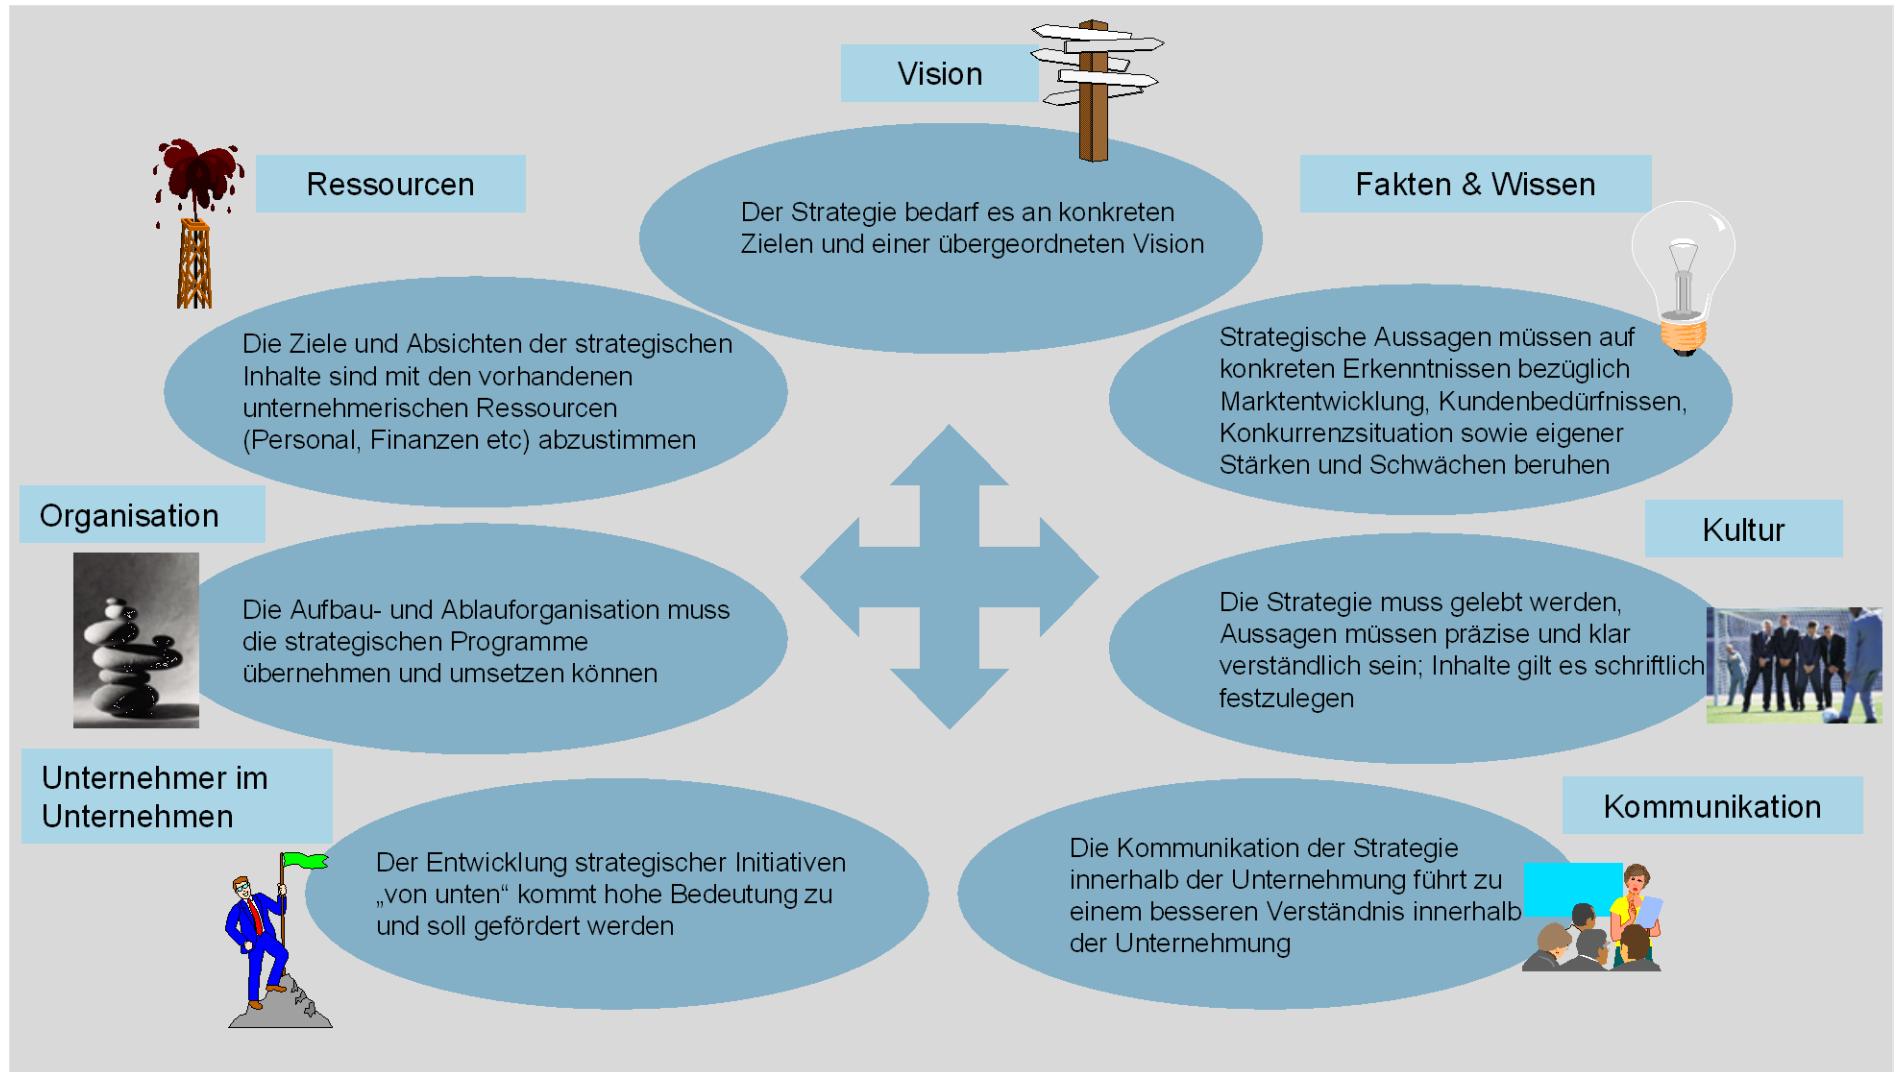 Vision
Der Strategie bedarf es an konkreten
Zielen und einer übergeordneten Vision
Ressourcen
Die Ziele und Absichten der strategischen
Inhalte sind mit den vorhandenen
unternehmerischen Ressourcen
(Personal, Finanzen etc) abzustimmen
Fakten & Wissen
Strategische Aussagen müssen auf
konkreten Erkenntnissen bezüglich
Marktentwicklung, Kundenbedürfnissen,
Konkurrenzsituation sowie eigener
Stärken und Schwächen beruhen
Organisation
Die Aufbau- und Ablauforganisation muss
die strategischen Programme
übernehmen und umsetzen können
Kultur
Die Strategie muss gelebt werden,
Aussagen müssen präzise und klar
verständlich sein; Inhalte gilt es schriftlich
festzulegen
Unternehmer im
Unternehmen
Der Entwicklung strategischer Initiativen
„von unten“ kommt hohe Bedeutung zu
und soll gefördert werden
Kommunikation
Die Kommunikation der Strategie
innerhalb der Unternehmung führt zu
einem besseren Verständnis innerhalb
der Unternehmung